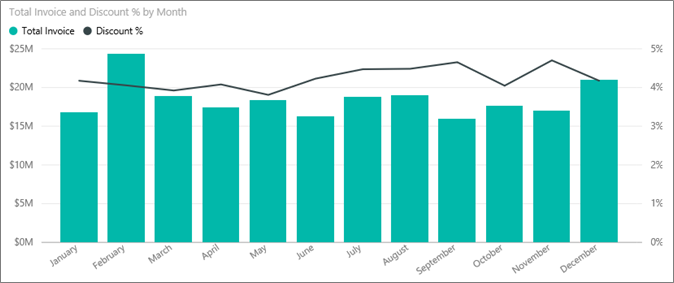 Total Invoice and Discount % by Month
Total Invoice Discount %
$25M 5%
$20M 4%
$15M 3%
$10M 2%
$5M 1%
$0M 0%
January February March April May June July August September October November December